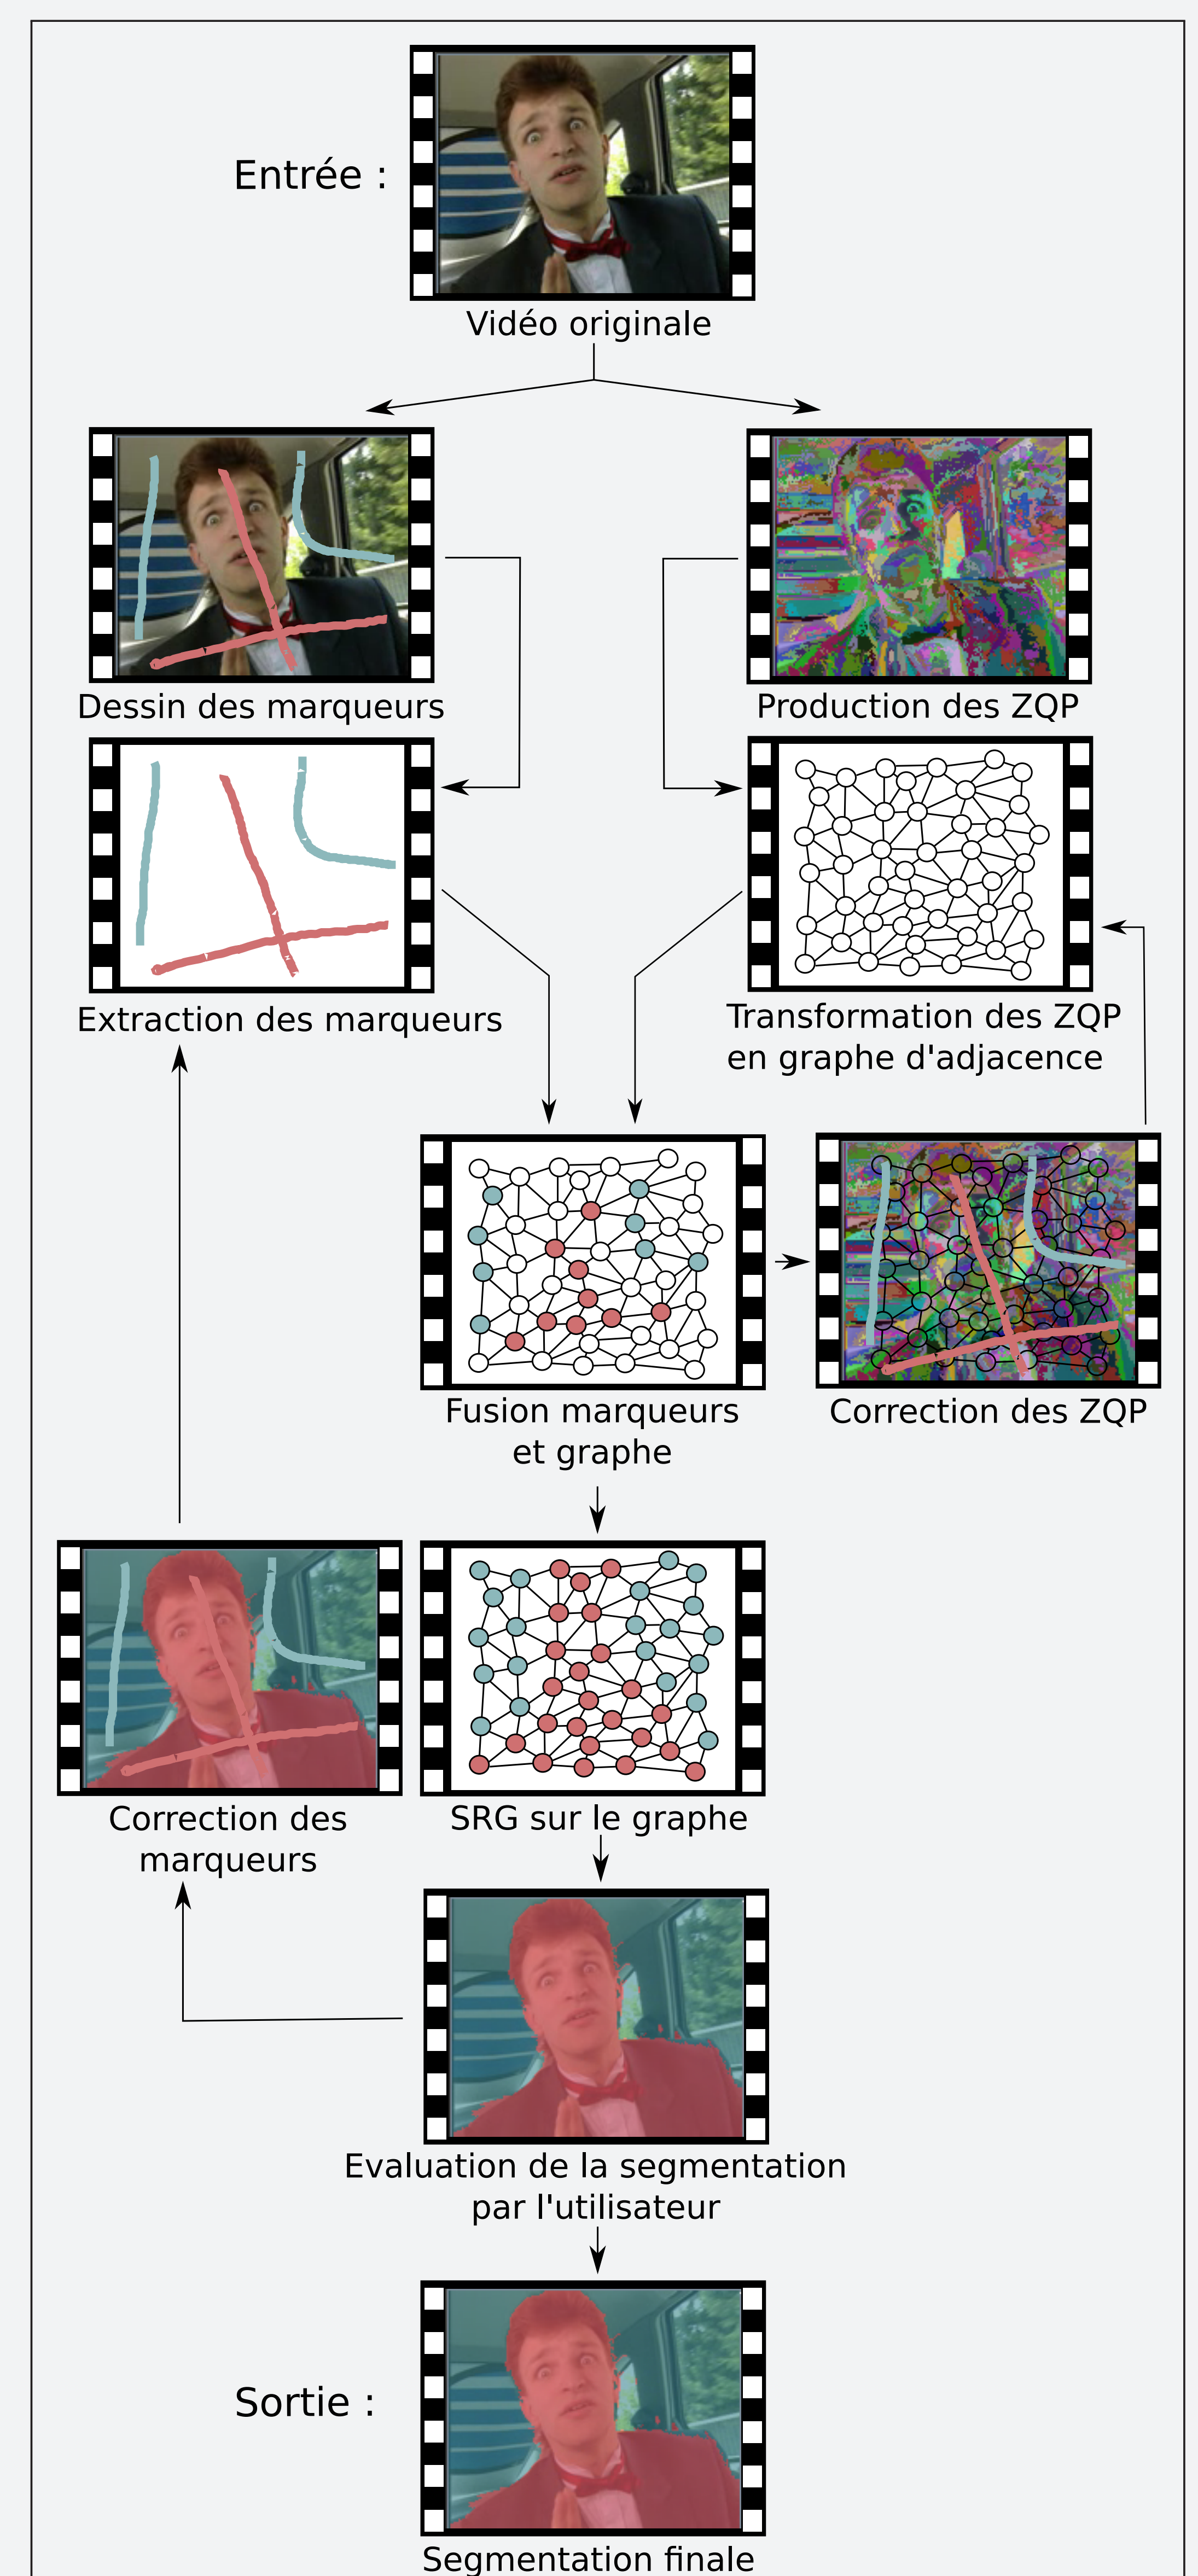 Entrée :
Vidéo originale
Dessin des marqueurs
Production des ZQP
Extraction des marqueurs
Transformation des ZQP
en graphe d'adjacence
Fusion marqueurs
et graphe
Correction des ZQP
Correction des
marqueurs
SRG sur le graphe
Evaluation de la segmentation
par l'utilisateur
Sortie :
Segmentation finale